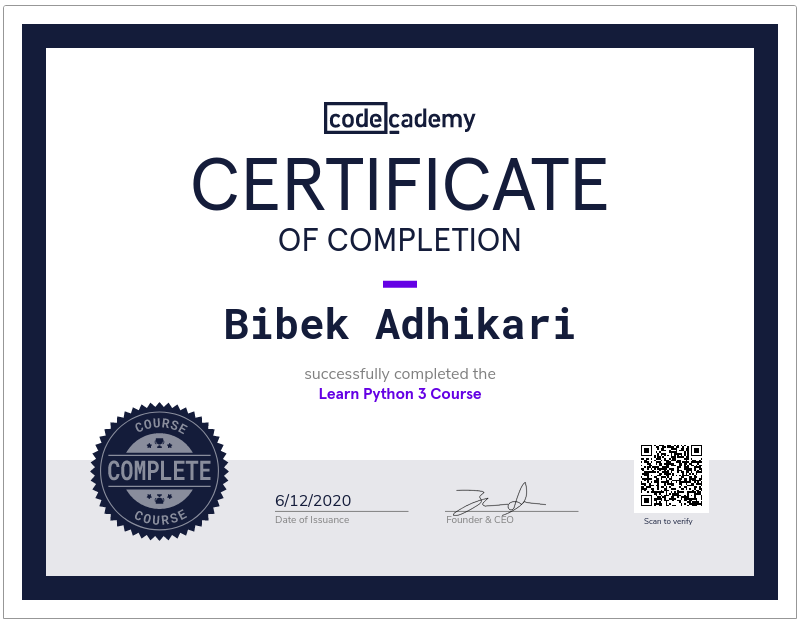 codecademy
CERTIFICATE
OF COMPLETION
Bibek Adhikari
successfully completed the
Learn Python 3 Course
COURSE
COMPLETE
COURSE
6/12/2020
Date of Issuance
Founder & CEO
Scan to verify